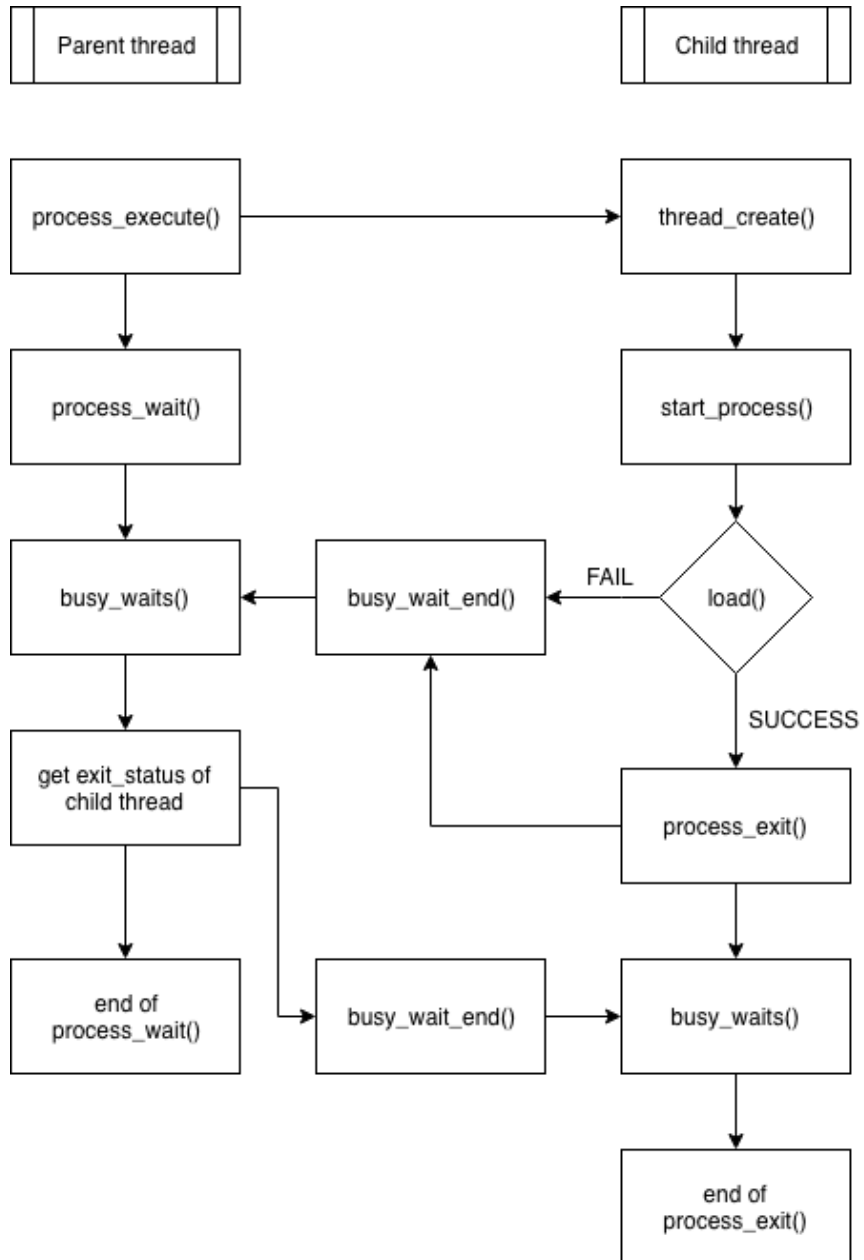 Parent thread
Child thread
process_execute()
thread_create()
process_wait()
start_process()
busy_waits()
busy_wait_end()
FAIL
load()
SUCCESS
get exit_status of
child thread
process_exit()
end of
process_wait()
busy_wait_end()
busy_waits()
end of
process_exit()